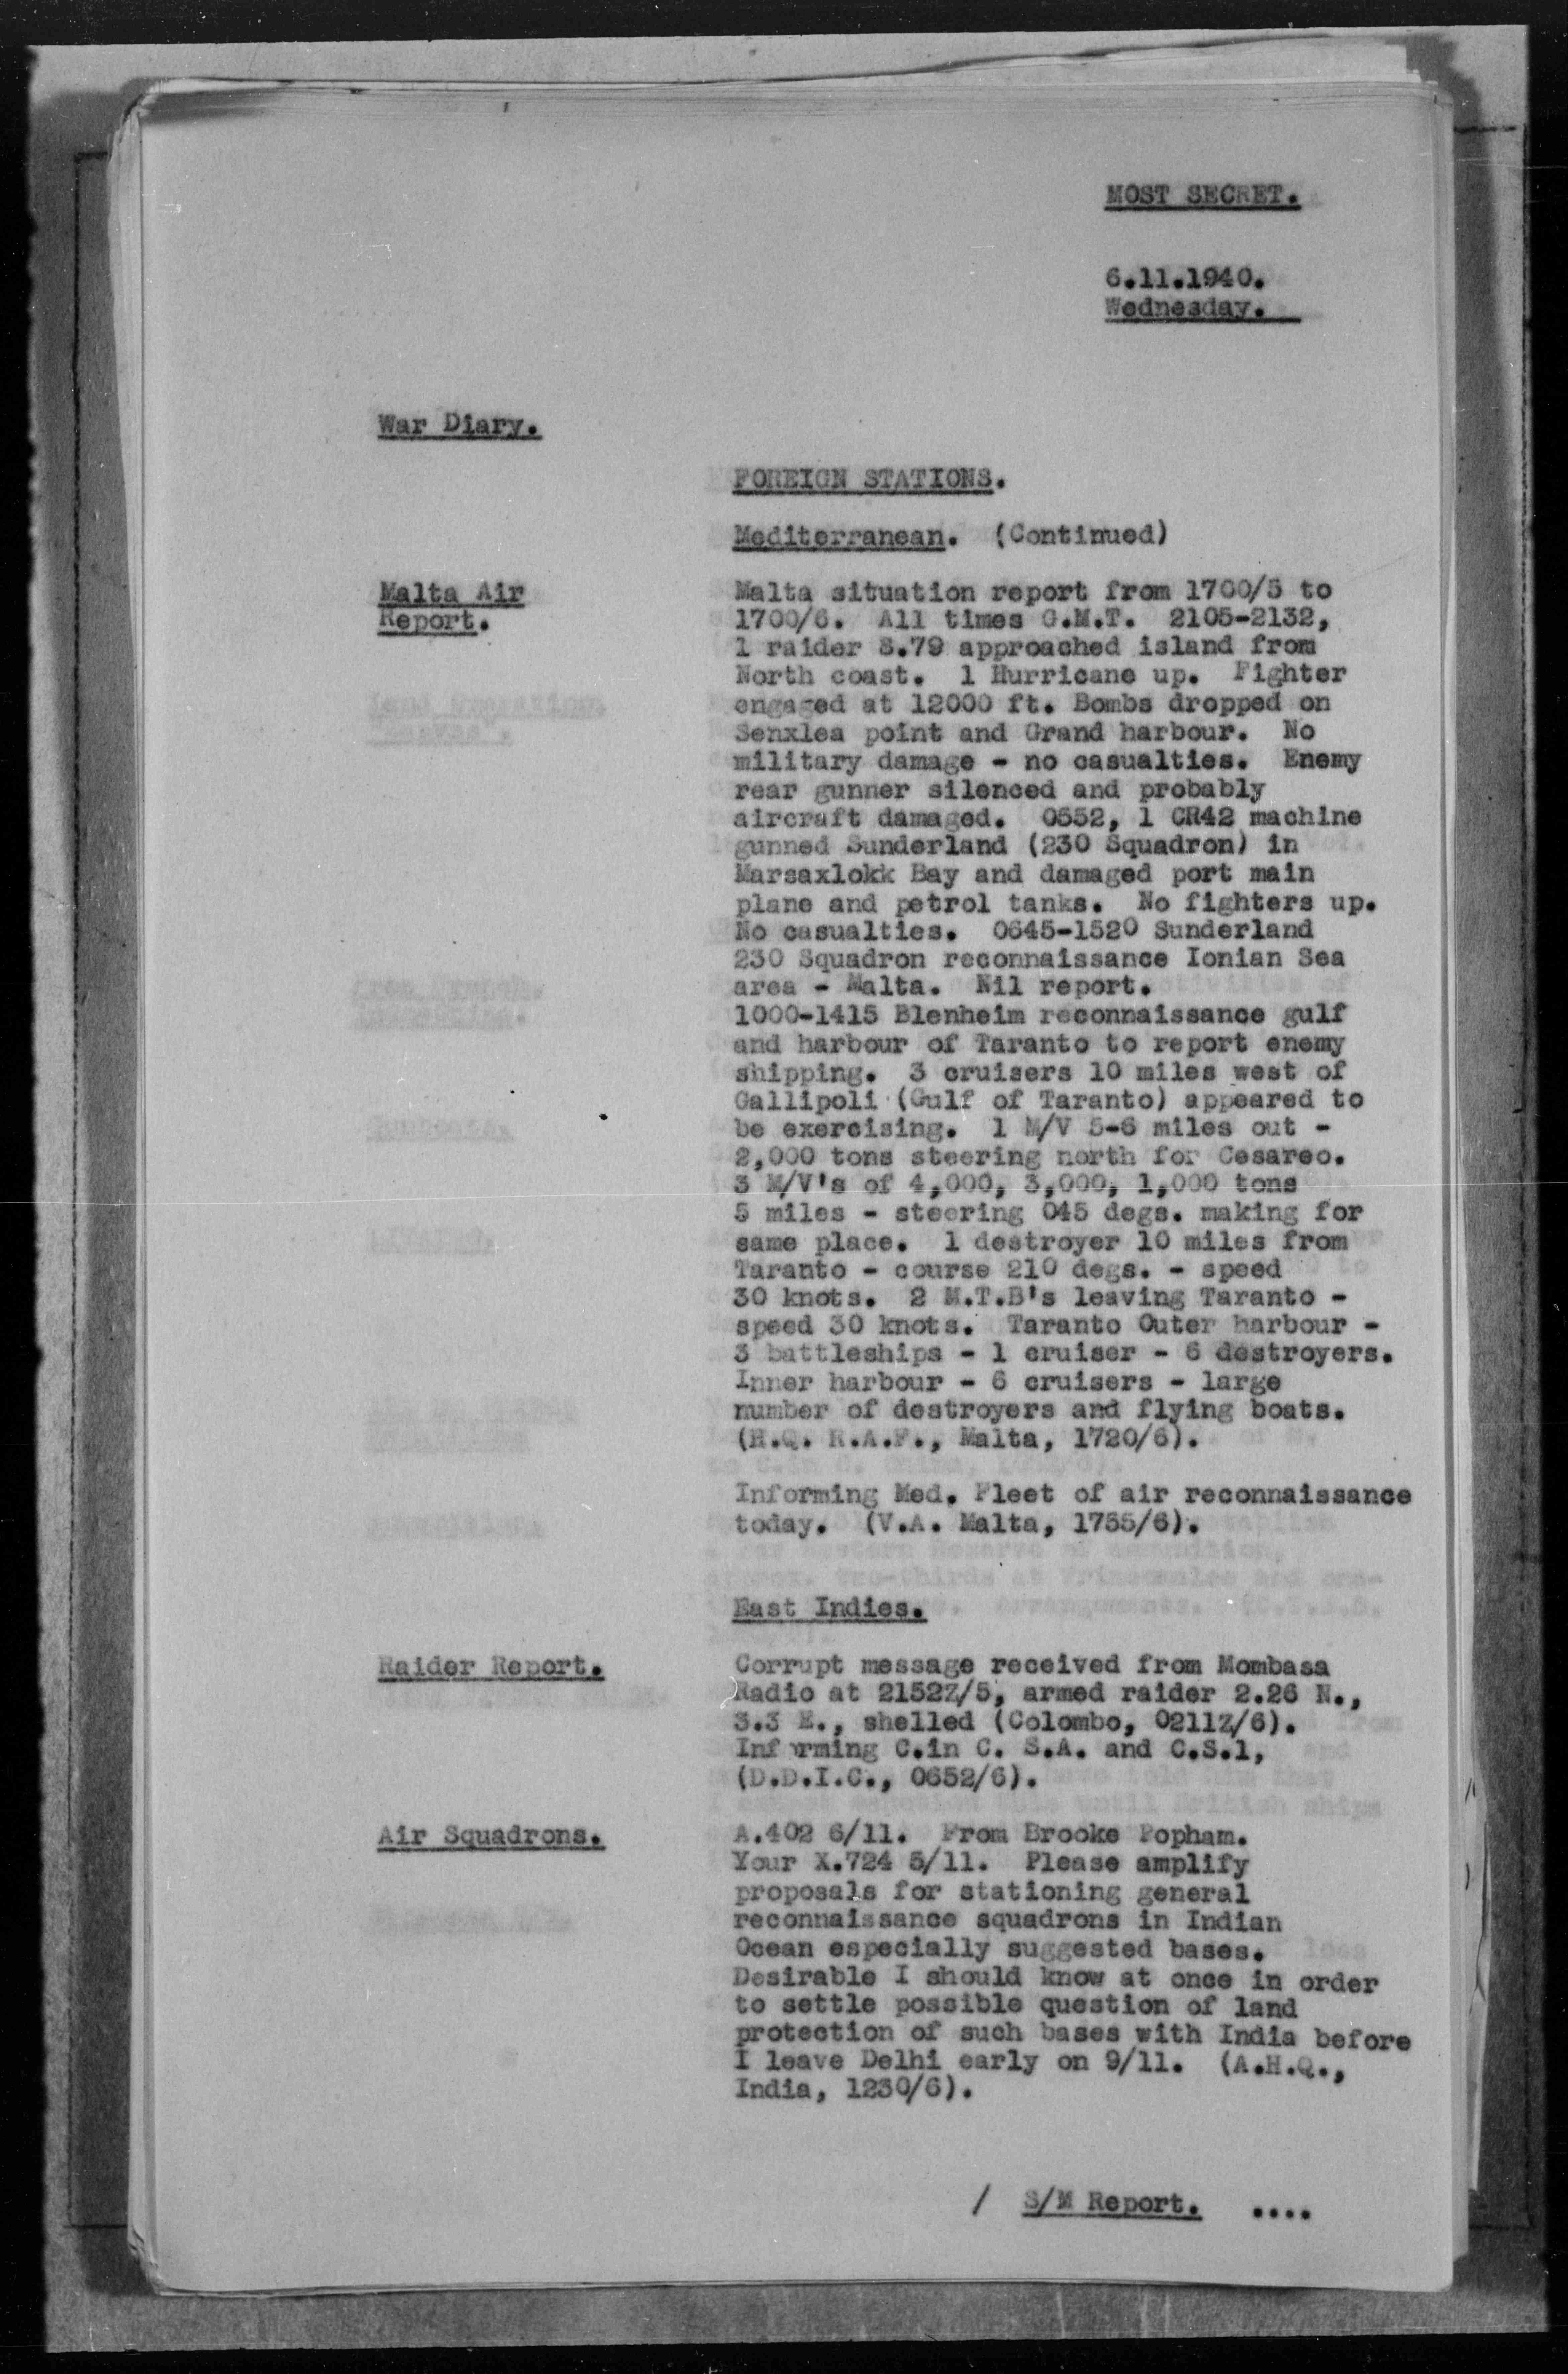 MOST SECRET.
6.11.1940.
Wednesday.
War Diary.
FOREIGN STATIONS.
Mediterranean. (Continued)
Malta Air
Report.
Malta situation report from 1700/5 to
1700/6. All times G.M.T. 2105-2132,
1 raider S.79 approached island from
North coast. 1 Hurricane up. Fighter
engaged at 12000 ft. Bombs dropped on
Senxlea point and Grand harbour. No
military damage - no casualties. Enemy
rear gunner silenced and probably
aircraft damaged. 0552, 1 CR42 machine
gunned Sunderland (230 Squadron) in
Marsaxlokk Bay and damaged port main
plane and petrol tanks. No fighters up.
No casualties. 0645-1520 Sunderland
230 Squadron reconnaissance Ionian Sea
area - Malta. Nil report.
1000-1415 Blenheim reconnaissance gulf
and harbour of Taranto to report enemy
shipping. 3 cruisers 10 miles west of
Gallipoli (Gulf of Taranto) appeared to
be exercising. 1 M/V 5-6 miles out -
2,000 tons steering north for Cesareo.
3 M/V's of 4,000, 3,000, 1,000 tons
5 miles - steering 045 degs. making for
same place. 1 destroyer 10 miles from
Taranto - course 210 degs. - speed
30 knots. 2 M.T.B's leaving Taranto -
speed 30 knots. Taranto Outer harbour -
3 battleships - 1 cruiser - 6 destroyers.
Inner harbour - 6 cruisers - large
number of destroyers and flying boats.
(H.Q. R.A.F., Malta, 1720/6).
Informing Med. Fleet of air reconnaissance
today. (V.A. Malta, 1755/6).
East Indies.
Raider Report.
Corrupt message received from Mombasa
Radio at 2152Z/5, armed raider 2.26 N.,
3.3 E., shelled (Colombo, 0211Z/6).
Informing C.in C. S.A. and C.S.1,
(D.D.I.C., 0652/6).
Air Squadrons.
A.402 6/11. From Brooke Popham.
Your X.724 5/11. Please amplify
proposals for stationing general
reconnaissance squadrons in Indian
Ocean especially suggested bases.
Desirable I should know at once in order
to settle possible question of land
protection of such bases with India before
I leave Delhi early on 9/11. (A.H.Q.,
India, 1230/6).
/ S/M Report. ....